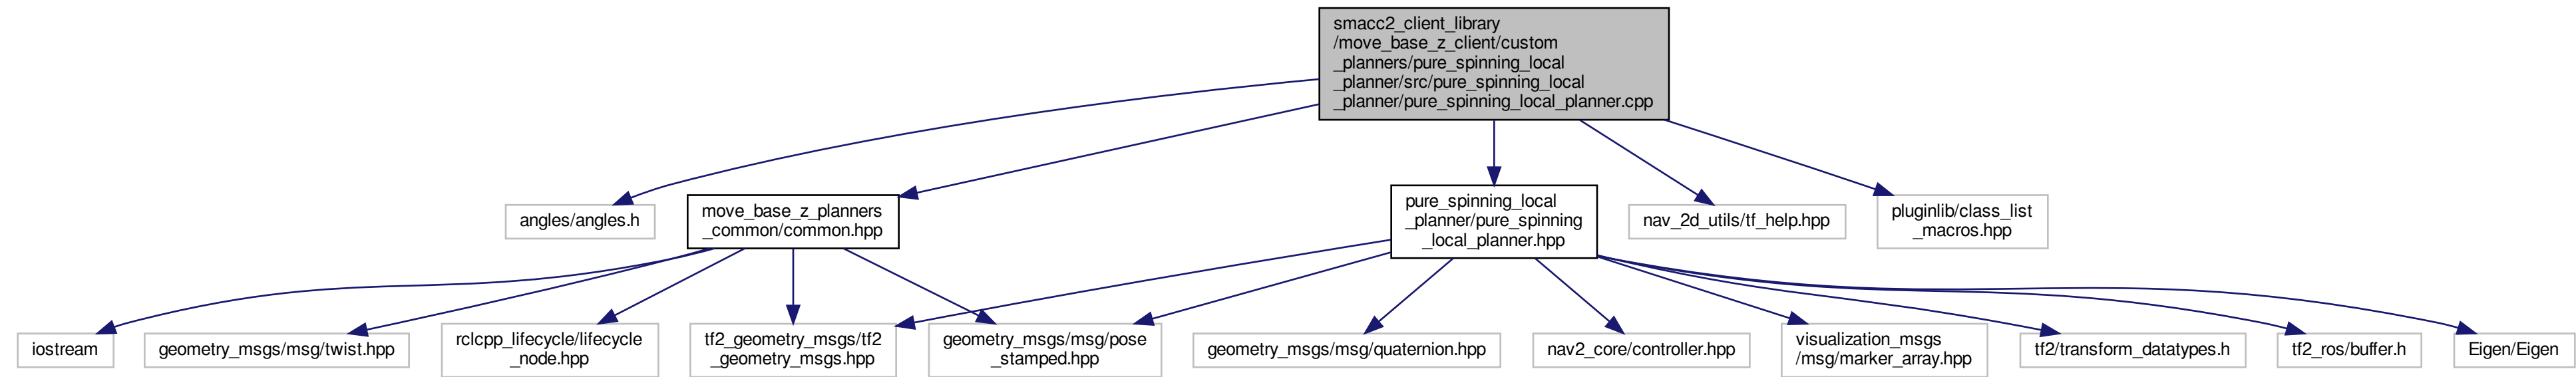 smacc2_client_library
/move_base_z_client/custom
_planners/pure_spinning_local
_planner/src/pure_spinning_local
_planner/pure_spinning_local_planner.cpp
angles/angles.h
move_base_z_planners
_common/common.hpp
pure_spinning_local
_planner/pure_spinning
_local_planner.hpp
nav_2d_utils/tf_help.hpp
pluginlib/class_list
_macros.hpp
iostream
geometry_msgs/msg/twist.hpp
rclcpp_lifecycle/lifecycle
_node.hpp
tf2_geometry_msgs/tf2
_geometry_msgs.hpp
geometry_msgs/msg/pose
_stamped.hpp
geometry_msgs/msg/quaternion.hpp
nav2_core/controller.hpp
visualization_msgs
/msg/marker_array.hpp
tf2/transform_datatypes.h
tf2_ros/buffer.h
Eigen/Eigen